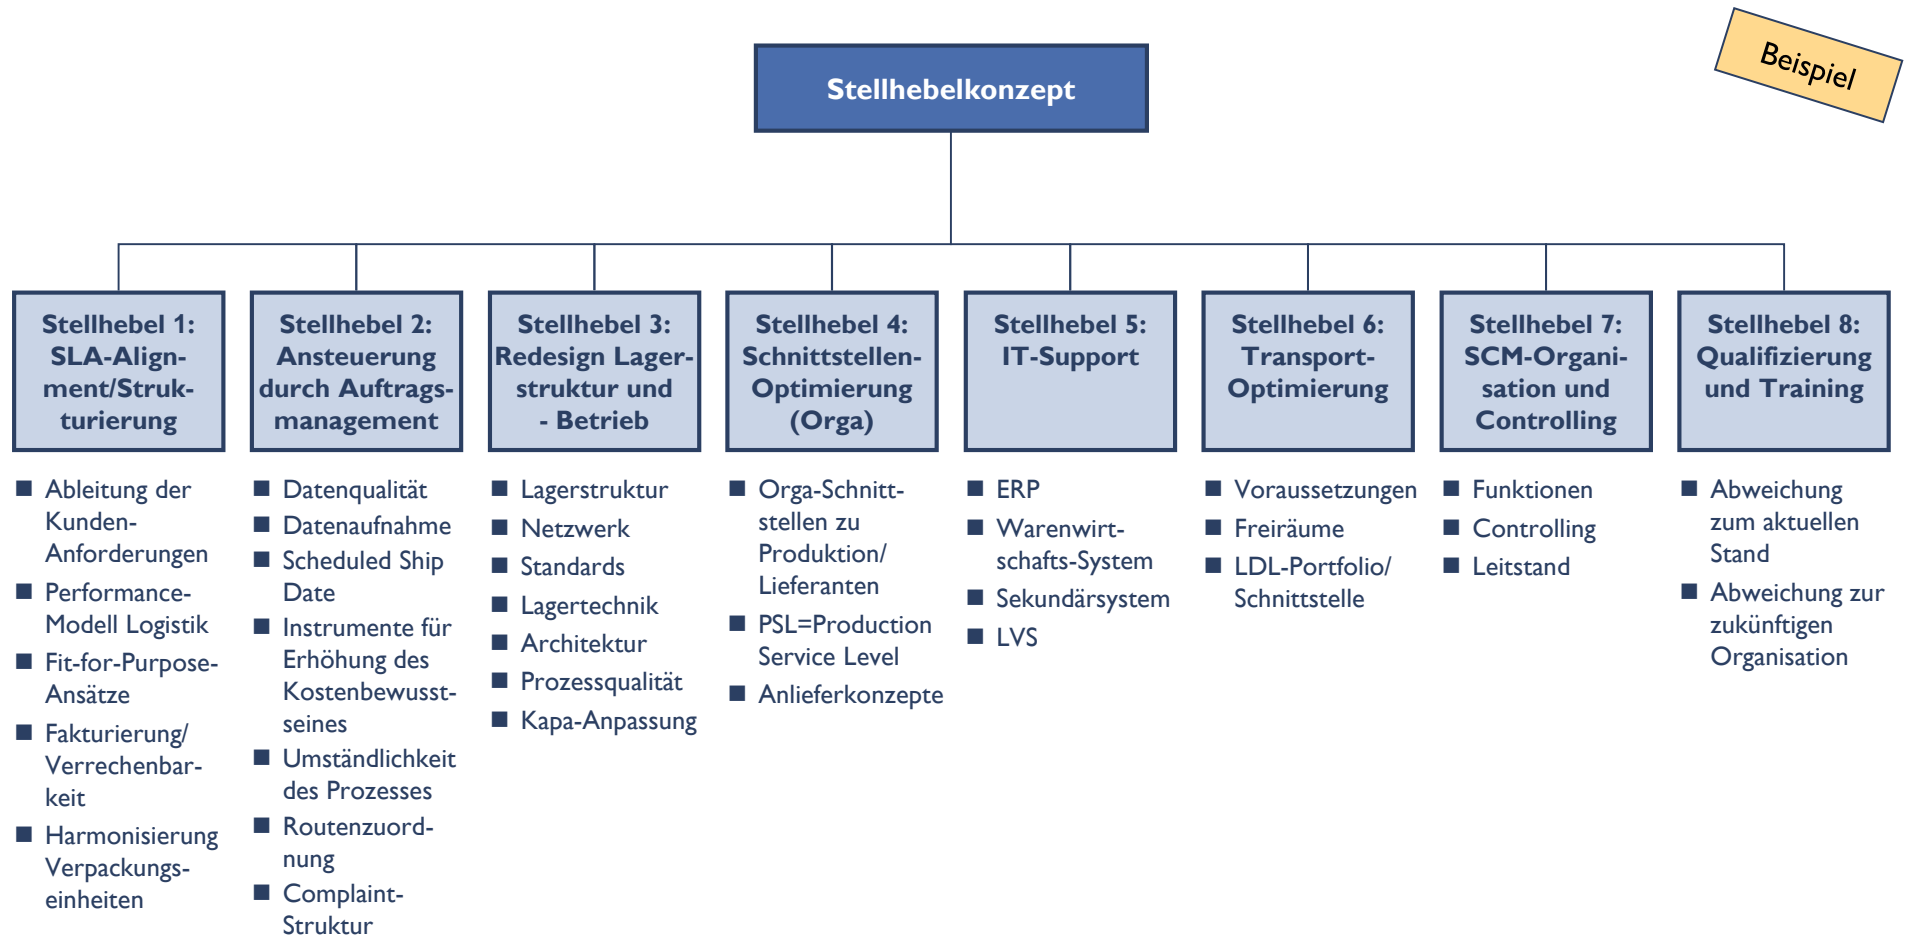 Beispiel
Stellhebelkonzept
Stellhebel 1:
SLA-Align-
ment/Struk-
turierung
Ableitung der
Kunden-
Anforderungen
Performance-
Modell Logistik
Fit-for-Purpose-
Ansätze
Fakturierung/
Verrechenbar-
keit
Harmonisierung
Verpackungs-
einheiten
Stellhebel 2:
Ansteuerung
durch Auftrags-
management
Datenqualität
Datenaufnahme
Scheduled Ship
Date
Instrumente für
Erhöhung des
Kostenbewusst-
seines
Umständlichkeit
des Prozesses
Routenzuord-
nung
Complaint-
Struktur
Stellhebel 3:
Redesign Lager-
struktur und
- Betrieb
Lagerstruktur
Netzwerk
Standards
Lagertechnik
Architektur
Prozessqualität
Kapa-Anpassung
Stellhebel 4:
Schnittstellen-
Optimierung
(Orga)
Orga-Schnitt-
stellen zu
Produktion/
Lieferanten
PSL=Production
Service Level
Anlieferkonzepte
Stellhebel 5:
IT-Support
ERP
Warenwirt-
schafts-System
Sekundärsystem
LVS
Stellhebel 6:
Transport-
Optimierung
Voraussetzungen
Freiräume
LDL-Portfolio/
Schnittstelle
Stellhebel 7:
SCM-Organi-
sation und
Controlling
Funktionen
Controlling
Leitstand
Stellhebel 8:
Qualifizierung
und Training
Abweichung
zum aktuellen
Stand
Abweichung zur
zukünftigen
Organisation